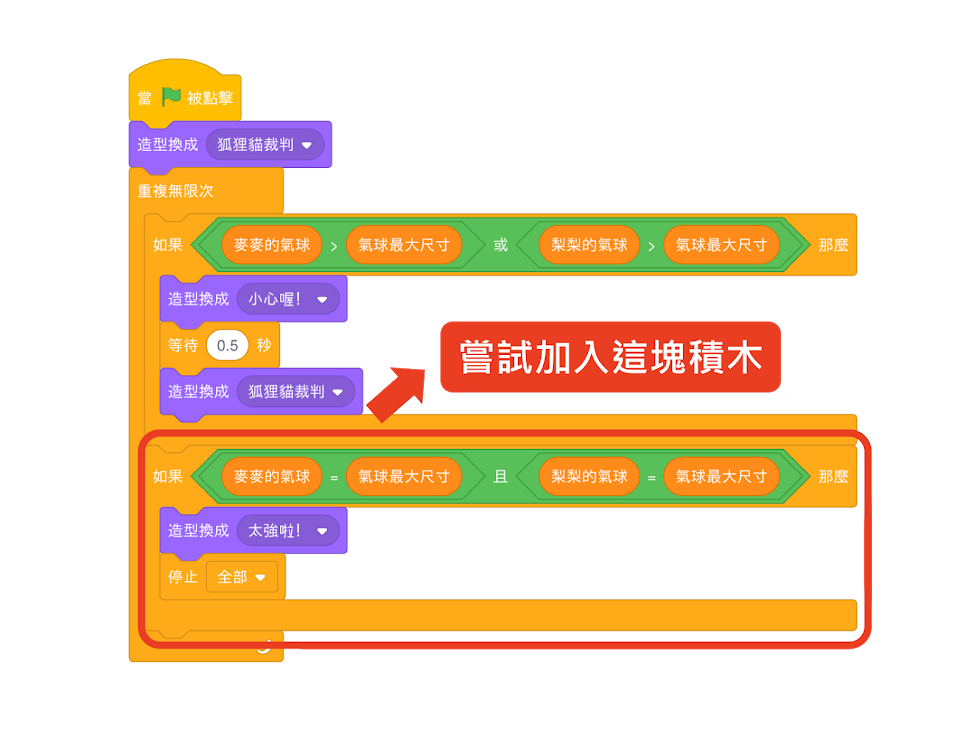 當 被點擊
造型換成 狐狸貓裁判
重複無限次
如果 麥麥的氣球 > 氣球最大尺寸 或 梨梨的氣球 > 氣球最大尺寸 那麼
造型換成 小心喔!
等待 0.5 秒
嘗試加入這塊積木
造型換成 狐狸貓裁判
如果 麥麥的氣球 = 氣球最大尺寸 且 梨梨的氣球 = 氣球最大尺寸 那麼
造型換成 太強啦!
停止 全部